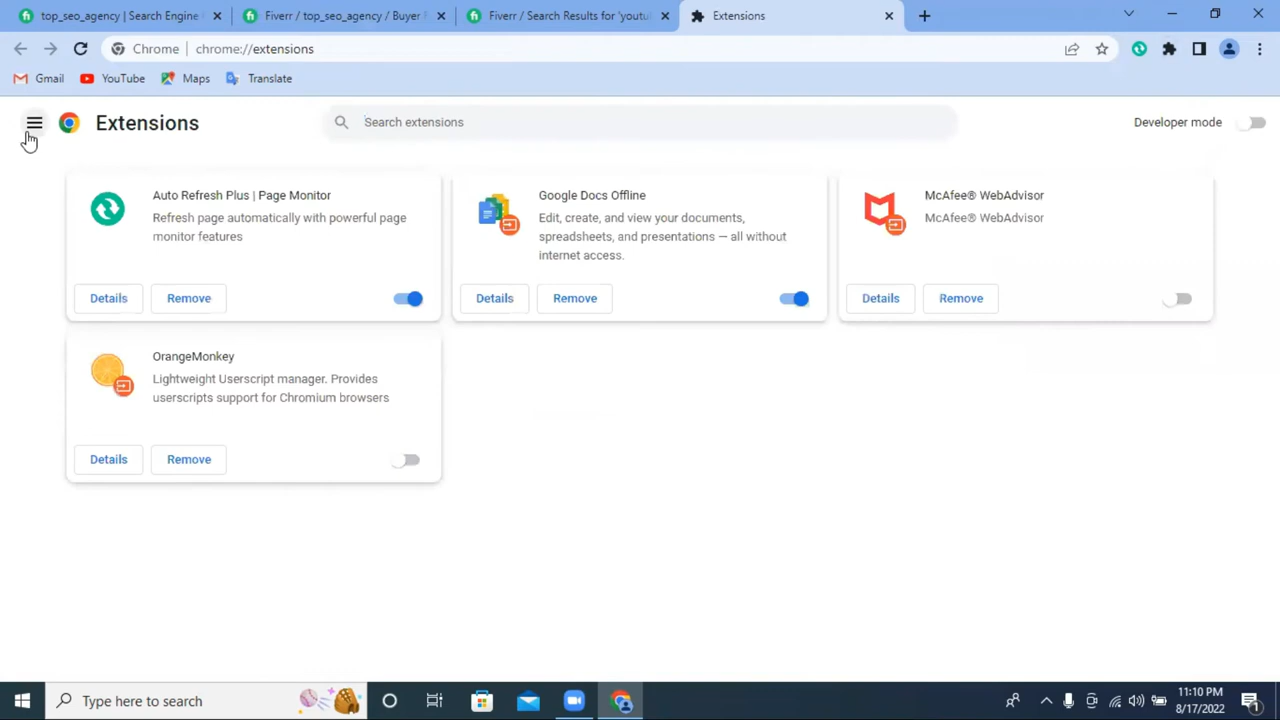 top_seo_agency | Search Engine
Fiverr / top_seo_agency / Buyer
Fiverr / Search Results for 'youtu
Extensions
Chrome
chrome://extensions
Gmail
YouTube
Maps
Translate
Extensions
Search extensions
Developer mode
Auto Refresh Plus | Page Monitor
Refresh page automatically with powerful page
monitor features
Details
Remove
Google Docs Offline
Edit, create, and view your documents,
spreadsheets, and presentations — all without
internet access.
Details
Remove
McAfee® WebAdvisor
McAfee® WebAdvisor
Details
Remove
OrangeMonkey
Lightweight Userscript manager. Provides
userscripts support for Chromium browsers
Details
Remove
Type here to search
11:10 PM
8/17/2022
1